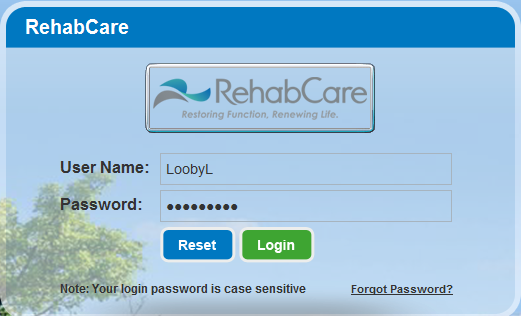 RehabCare
RehabCare
Restoring Function, Renewing Life.
User Name: LoobyL
Password: ●●●●●●●●●
Reset Login
Note: Your login password is case sensitive Forgot Password?